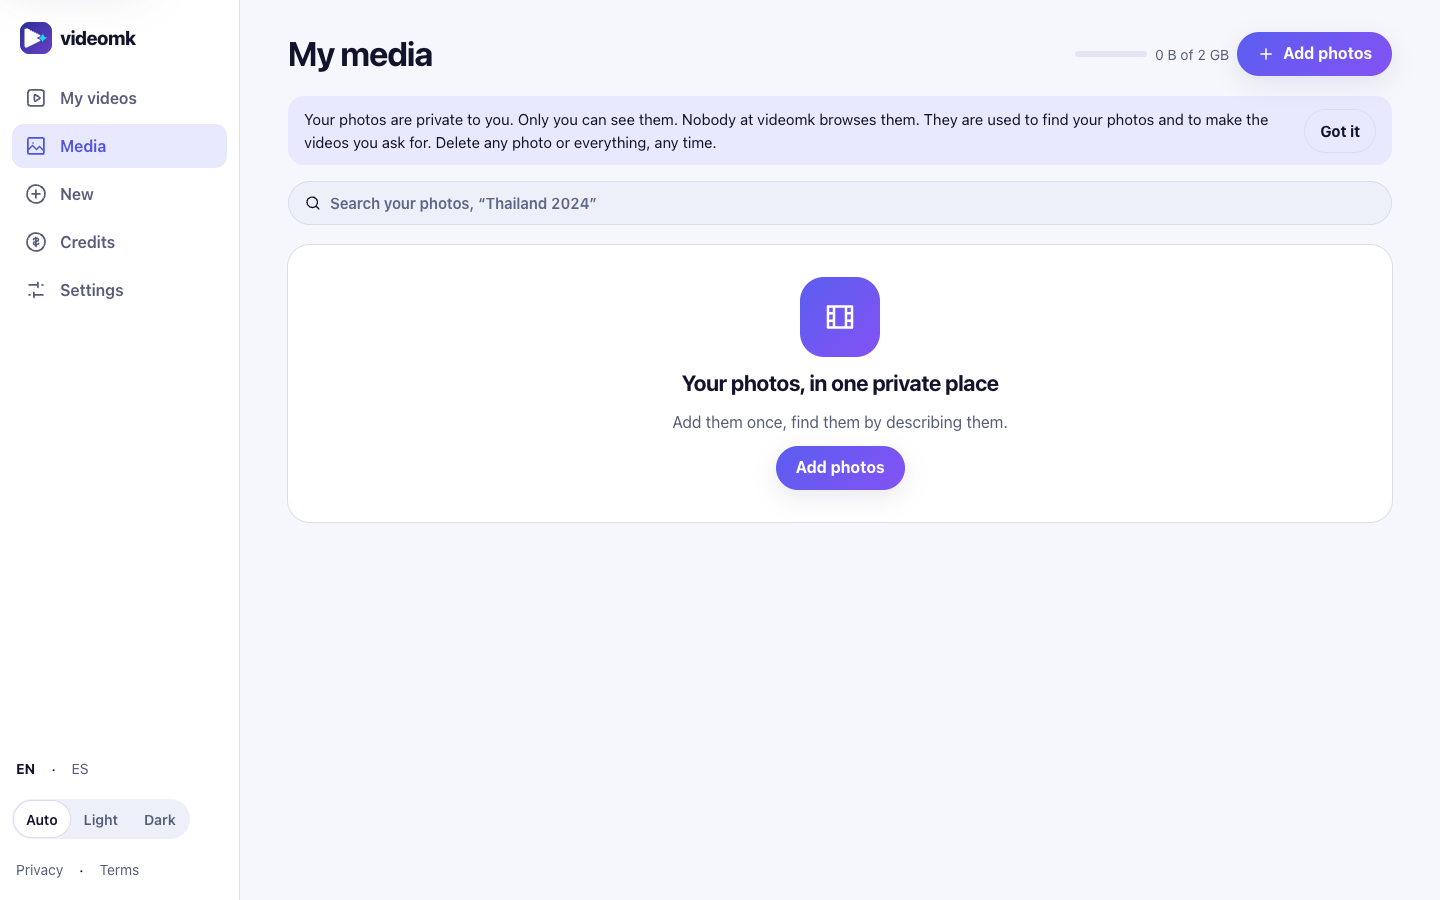 videomk
My videos
Media
New
Credits
Settings
EN · ES
Auto Light Dark
Privacy · Terms
My media
0 B of 2 GB
Add photos
Your photos are private to you. Only you can see them. Nobody at videomk browses them. They are used to find your photos and to make the
videos you ask for. Delete any photo or everything, any time.
Got it
Search your photos, “Thailand 2024”
Your photos, in one private place
Add them once, find them by describing them.
Add photos